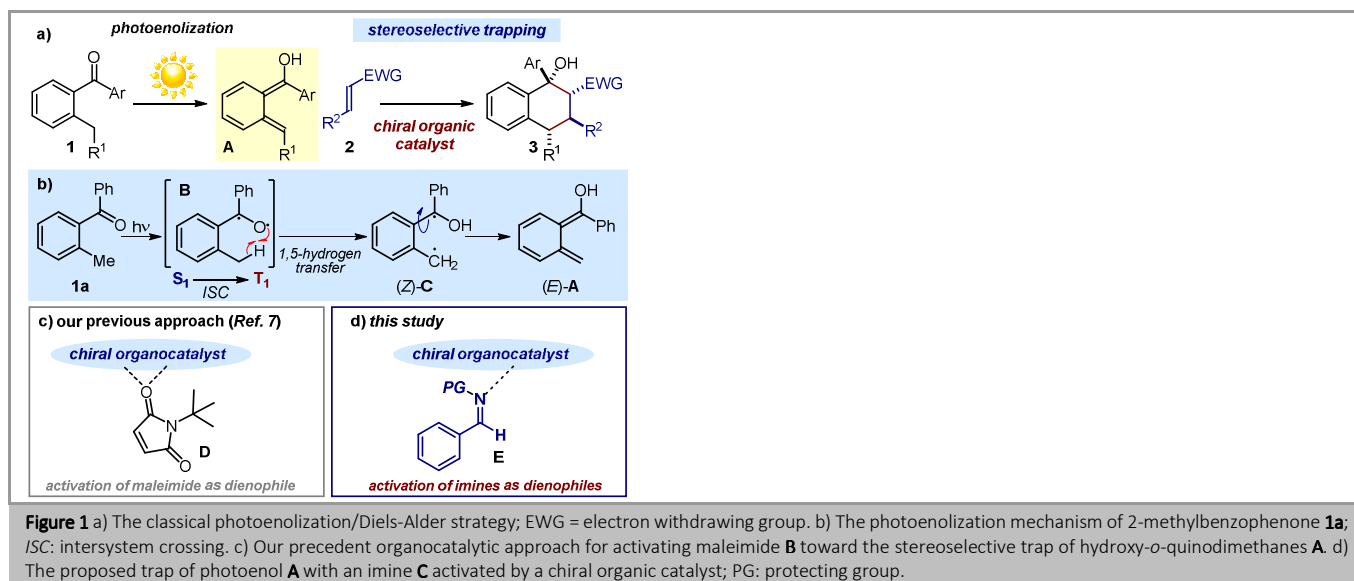 a)
photoenolization
stereoselective trapping
O
Ar
R1
1
OH
Ar
R1
A
EWG
R2
2
chiral organic
catalyst
Ar OH
EWG
R2
R1
3
b)
Ph
O
Me
1a
hν
B
Ph
O
H
S1
ISC
T1
1,5-hydrogen
transfer
Ph
OH
CH2
(Z)-C
OH
Ph
(E)-A
c) our previous approach (Ref. 7)
chiral organocatalyst
O
N
O
D
activation of maleimide as dienophile
d) this study
chiral organocatalyst
PG
N
H
E
activation of imines as dienophiles
Figure 1 a) The classical photoenolization/Diels-Alder strategy; EWG = electron withdrawing group. b) The photoenolization mechanism of 2-methylbenzophenone 1a;
ISC: intersystem crossing. c) Our precedent organocatalytic approach for activating maleimide B toward the stereoselective trap of hydroxy-o-quinodimethanes A. d)
The proposed trap of photoenol A with an imine C activated by a chiral organic catalyst; PG: protecting group.